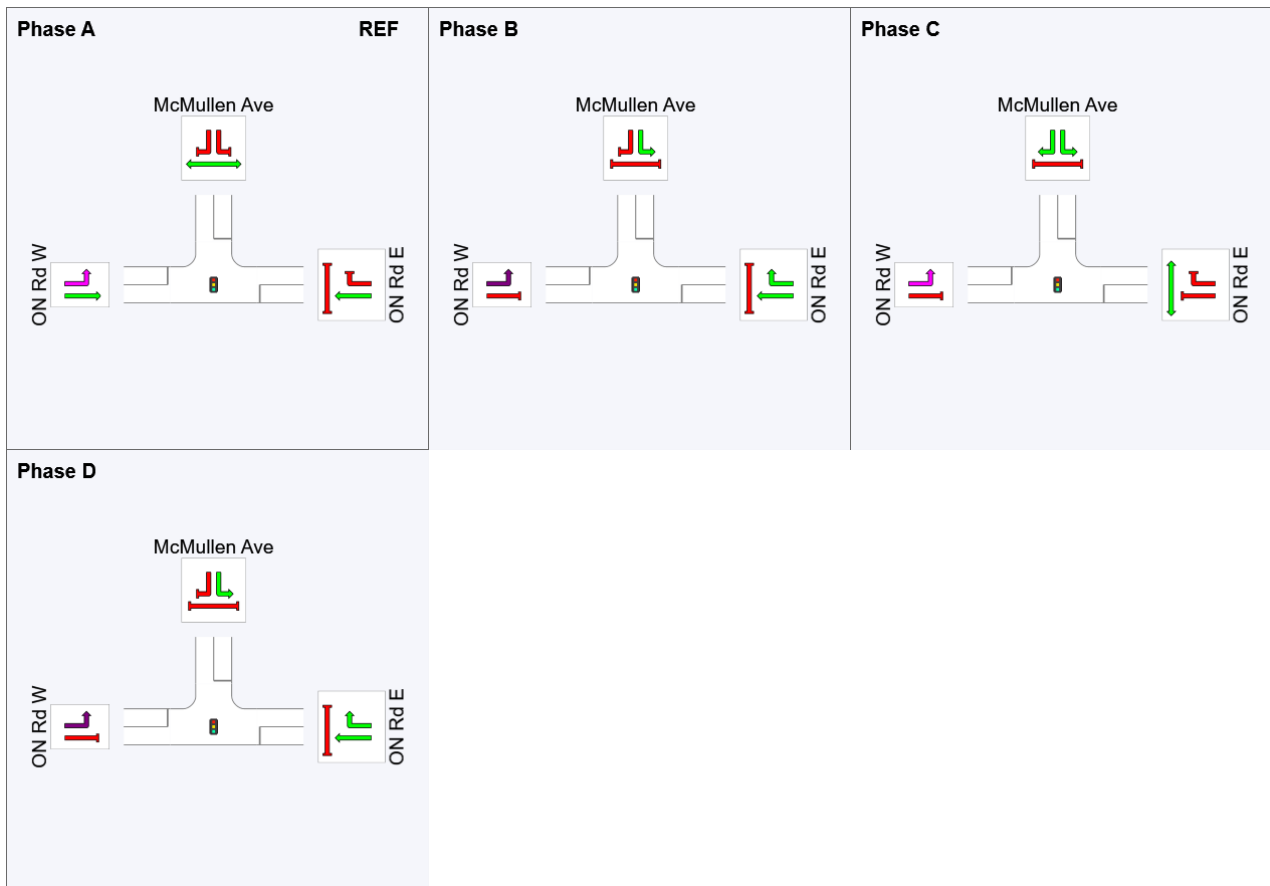 Phase A
REF
McMullen Ave
ON Rd W
ON Rd E
Phase B
McMullen Ave
ON Rd W
ON Rd E
Phase C
McMullen Ave
ON Rd W
ON Rd E
Phase D
McMullen Ave
ON Rd W
ON Rd E